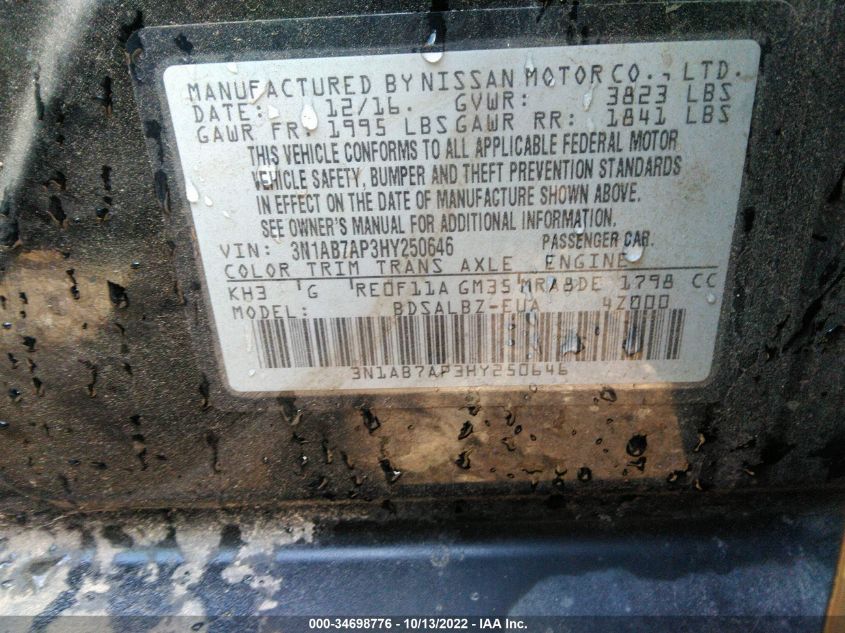 MANUFACTURED BY NISSAN MOTOR CO., LTD.
DATE: 12/16. GVWR: 3823 LBS
GAWR FR: 1995 LBS GAWR RR: 1841 LBS
THIS VEHICLE CONFORMS TO ALL APPLICABLE FEDERAL MOTOR
VEHICLE SAFETY, BUMPER AND THEFT PREVENTION STANDARDS
IN EFFECT ON THE DATE OF MANUFACTURE SHOWN ABOVE.
SEE OWNER'S MANUAL FOR ADDITIONAL INFORMATION.
VIN: 3N1AB7AP3HY250646 PASSENGER CAR.
COLOR TRIM TRANS AXLE ENGINE
KH3 'G 'RE0F11A GM35 'MRA8DE 1798 CC
MODEL: BDSALBZ-EUA 4Z000
3N1AB7AP3HY250646
000-34698776 - 10/13/2022 - IAA Inc.